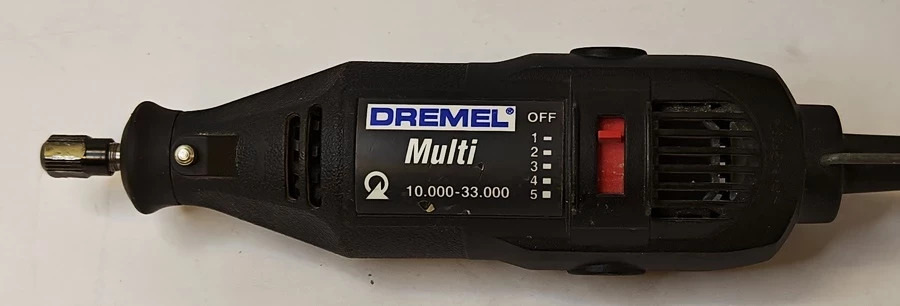 DREMEL®
Multi
10.000-33.000
OFF
1
2
3
4
5